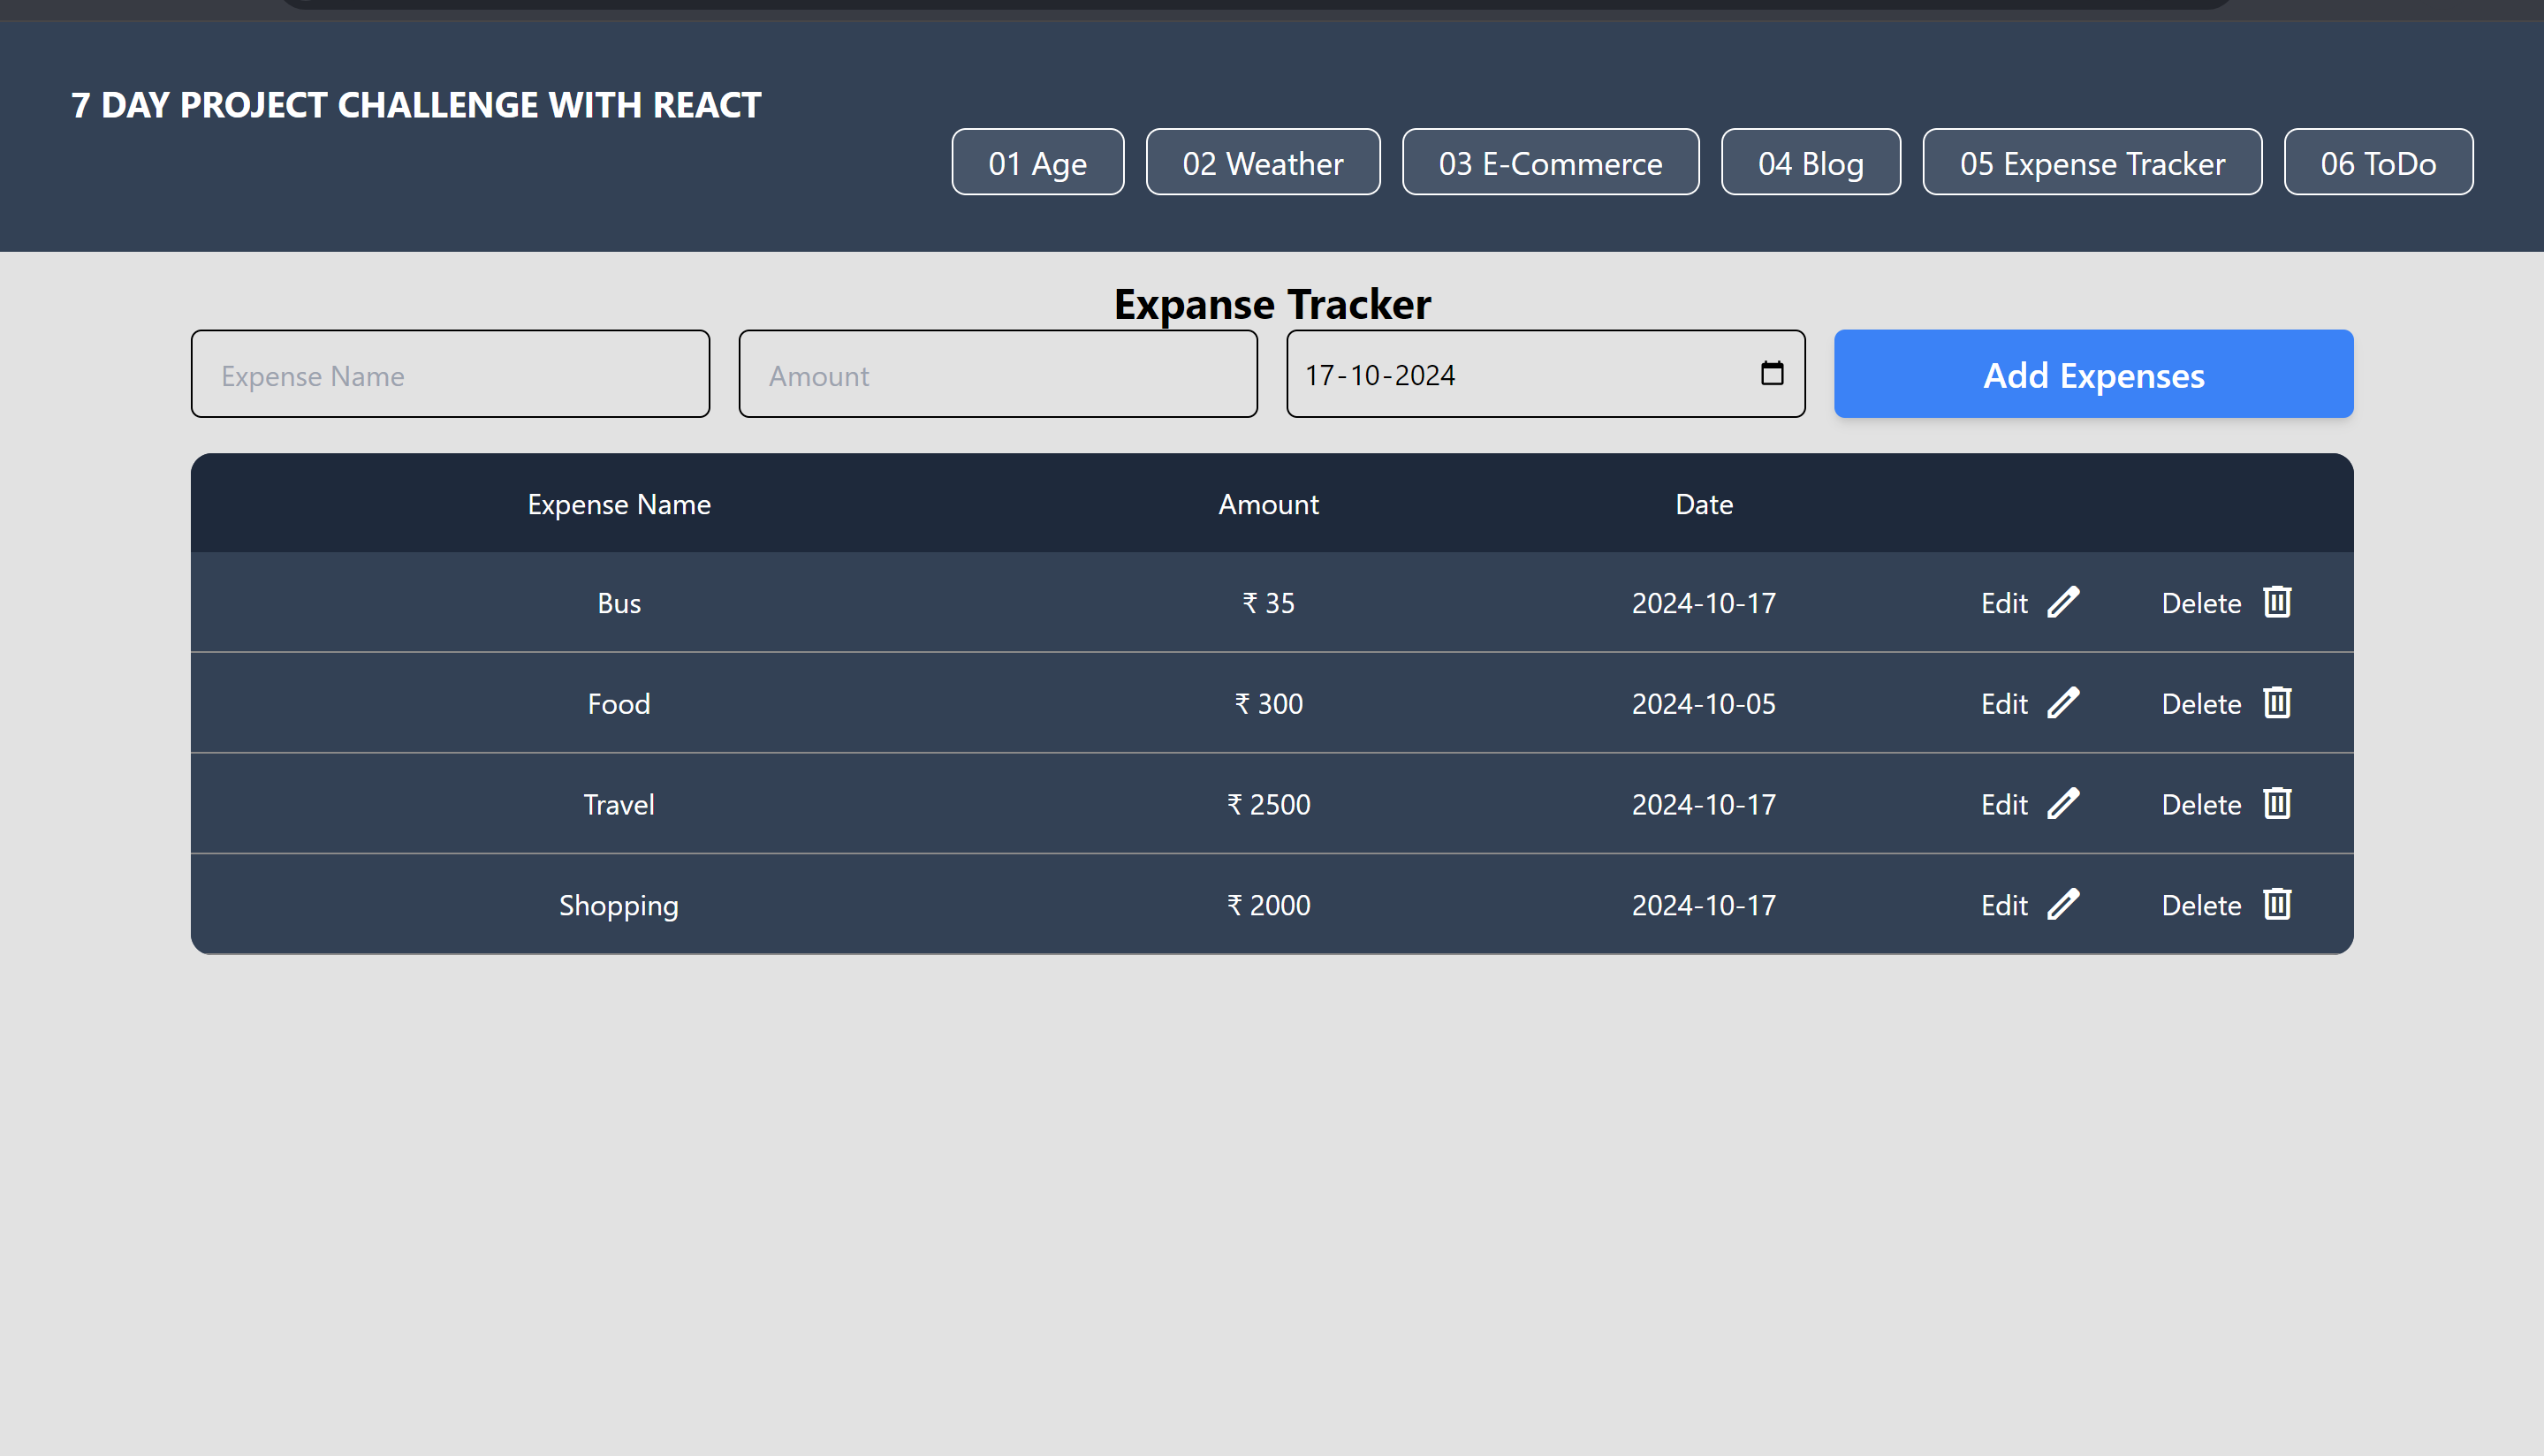 7 DAY PROJECT CHALLENGE WITH REACT
01 Age 02 Weather 03 E-Commerce 04 Blog 05 Expense Tracker 06 ToDo
Expanse Tracker
Expense Name Amount 17-10-2024 Add Expenses
Expense Name Amount Date
Bus ₹ 35 2024-10-17 Edit Delete
Food ₹ 300 2024-10-05 Edit Delete
Travel ₹ 2500 2024-10-17 Edit Delete
Shopping ₹ 2000 2024-10-17 Edit Delete